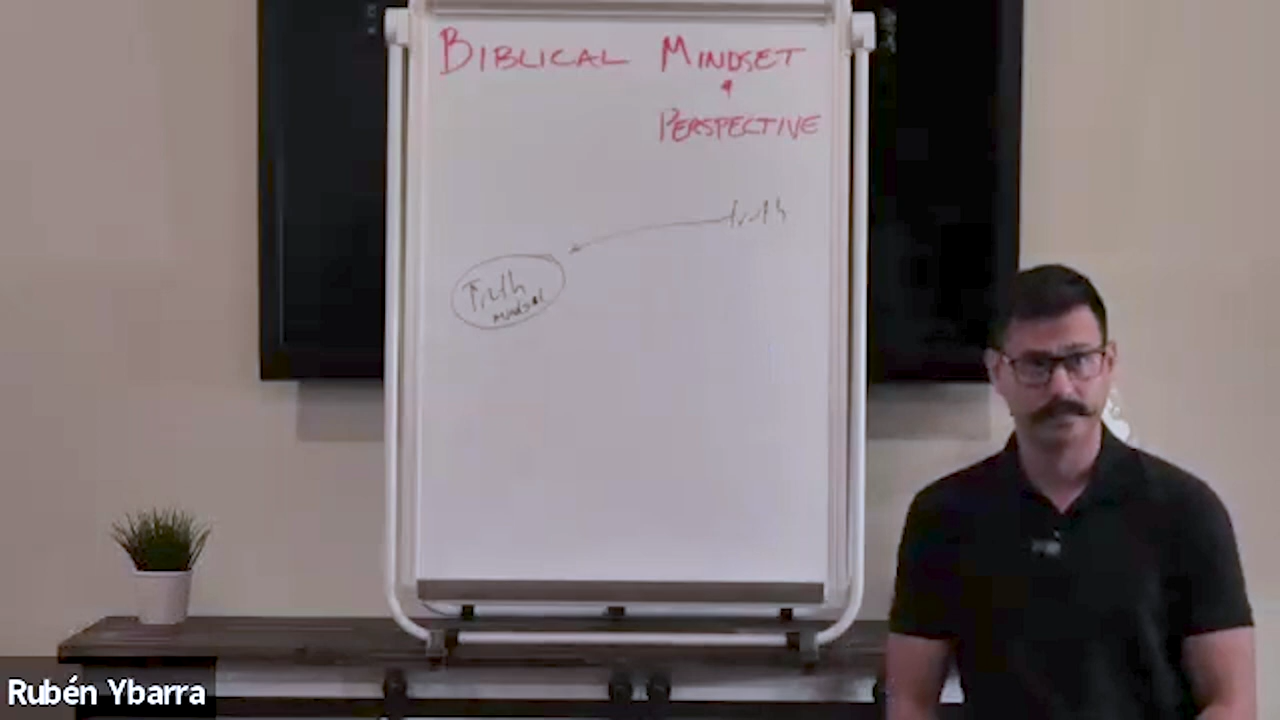 BIBLICAL MINDSET
&
PERSPECTIVE
truth
Truth
mindset
Rubén Ybarra